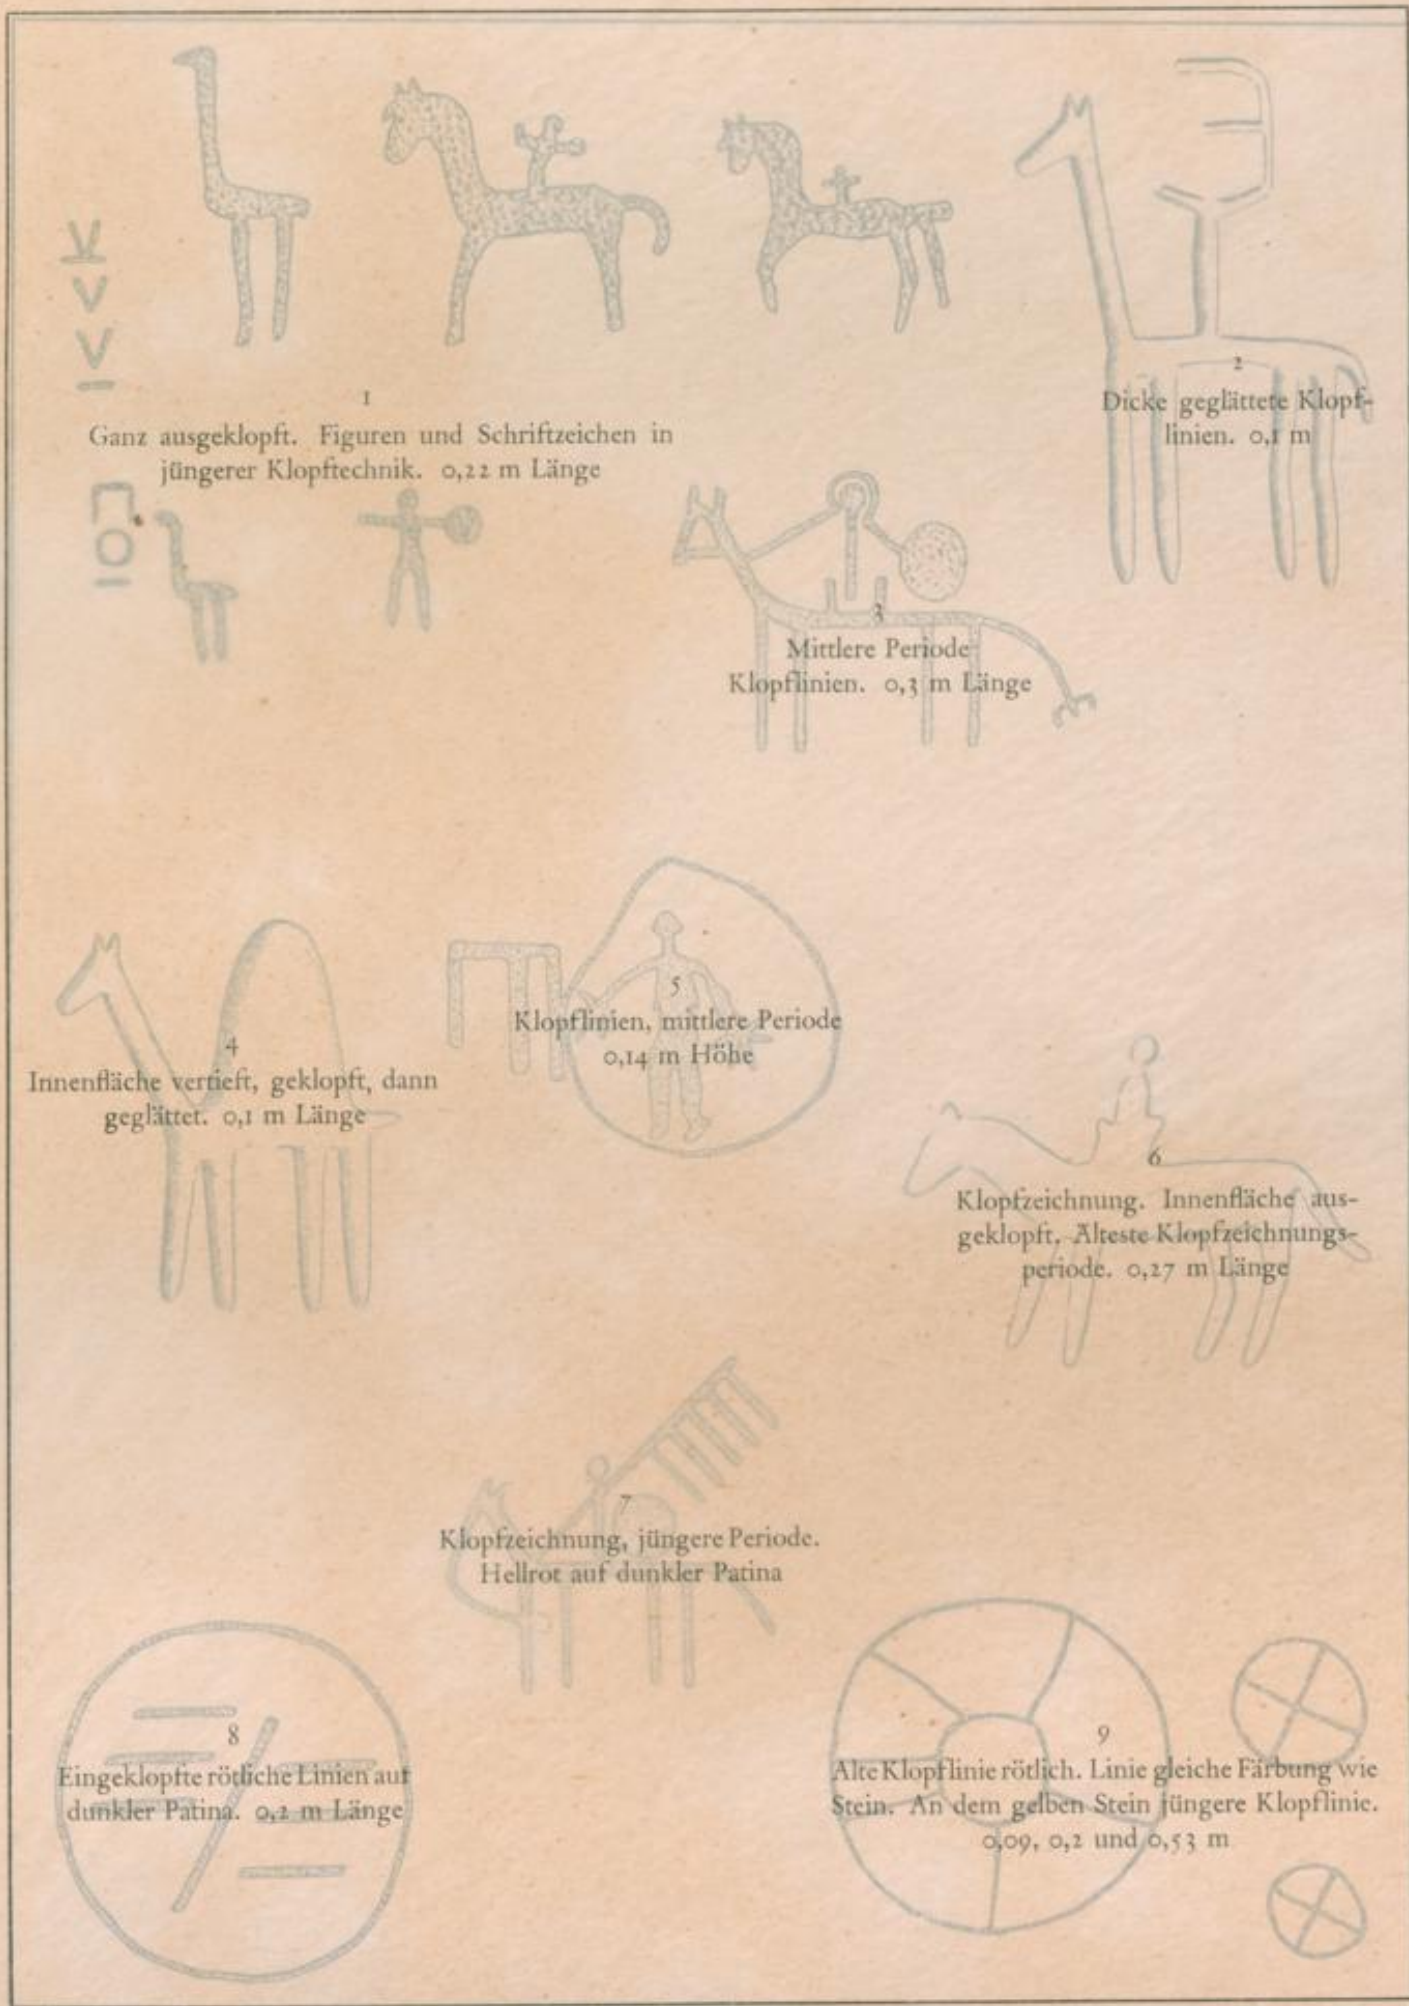 1
Ganz ausgeklopft. Figuren und Schriftzeichen in
jüngerer Klopftechnik. 0,22 m Länge
2
Dicke geglättete Klopf-
linien. 0,1 m
3
Mittlere Periode
Klopflinien. 0,3 m Länge
4
Innenfläche vertieft, geklopft, dann
geglättet. 0,1 m Länge
5
Klopflinien, mittlere Periode
0,14 m Höhe
6
Klopfzeichnung. Innenfläche aus-
geklopft. Älteste Klopfzeichnungs-
periode. 0,27 m Länge
7
Klopfzeichnung, jüngere Periode.
Hellrot auf dunkler Patina
8
Eingeklopfte rötliche Linien auf
dunkler Patina. 0,2 m Länge
9
Alte Klopflinie rötlich. Linie gleiche Färbung wie
Stein. An dem gelben Stein jüngere Klopflinie.
0,09, 0,2 und 0,53 m